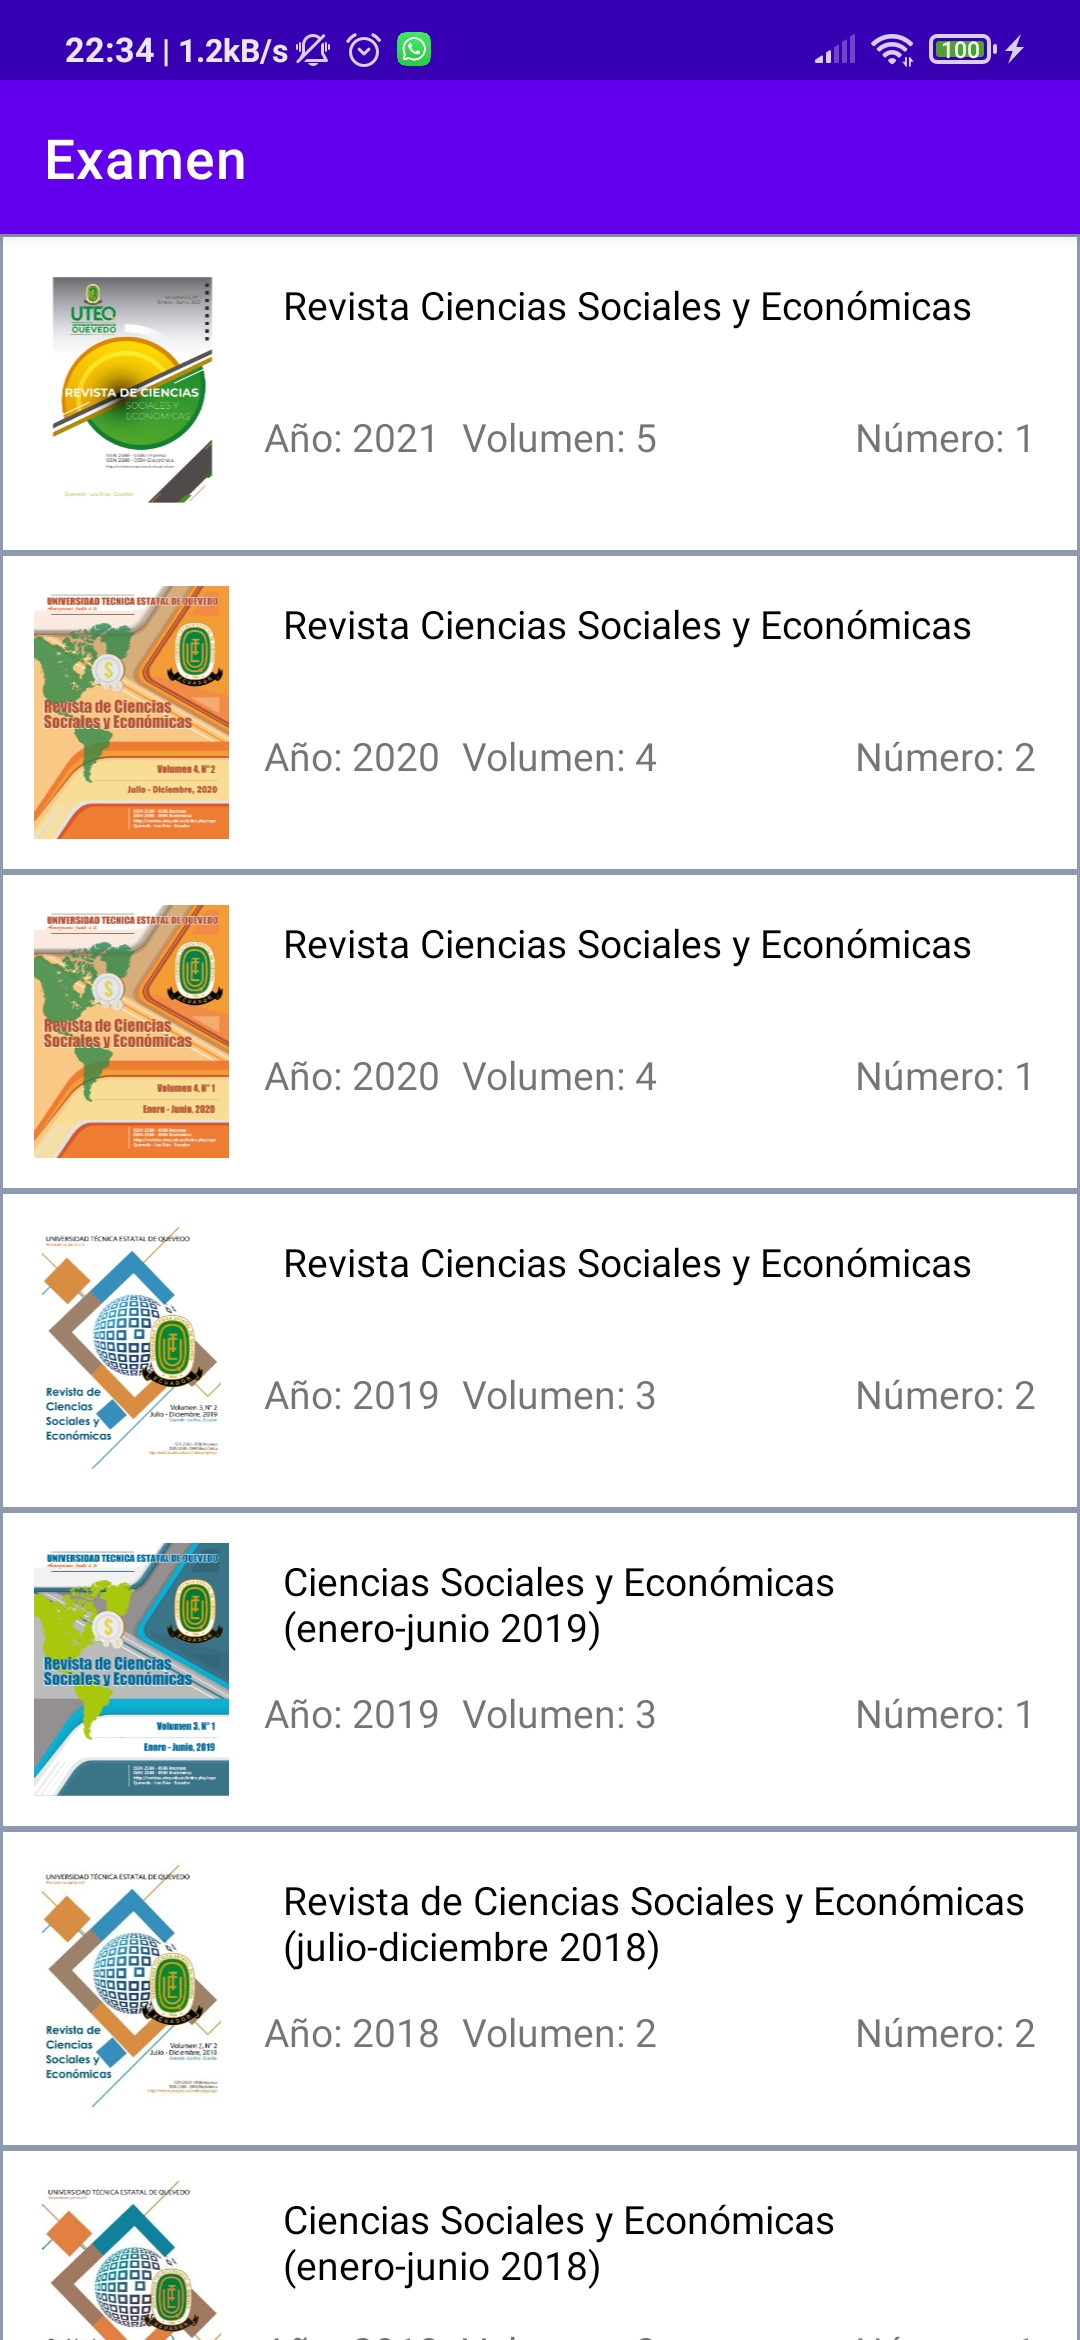 22:34 | 1.2kB/s
100
Examen
UTEQ
QUEVEDO
REVISTA DE CIENCIAS
SOCIALES Y
ECONÓMICAS
Quevedo - Los Ríos - Ecuador
Revista Ciencias Sociales y Económicas
Año: 2021 Volumen: 5 Número: 1
UNIVERSIDAD TECNICA ESTATAL DE QUEVEDO
Revista de Ciencias
Sociales y Económicas
Volumen 4, N° 2
Julio - Diciembre, 2020
Revista Ciencias Sociales y Económicas
Año: 2020 Volumen: 4 Número: 2
UNIVERSIDAD TECNICA ESTATAL DE QUEVEDO
Revista de Ciencias
Sociales y Económicas
Volumen 4, N° 1
Enero - Junio, 2020
Revista Ciencias Sociales y Económicas
Año: 2020 Volumen: 4 Número: 1
UNIVERSIDAD TÉCNICA ESTATAL DE QUEVEDO
ECUADOR
Revista de
Ciencias
Sociales y
Económicas
Volumen 3, N° 2
Julio - Diciembre, 2019
Revista Ciencias Sociales y Económicas
Año: 2019 Volumen: 3 Número: 2
UNIVERSIDAD TECNICA ESTATAL DE QUEVEDO
Revista de Ciencias
Sociales y Económicas
Volumen 3, N° 1
Enero - Junio, 2019
Ciencias Sociales y Económicas
(enero-junio 2019)
Año: 2019 Volumen: 3 Número: 1
UNIVERSIDAD TÉCNICA ESTATAL DE QUEVEDO
ECUADOR
Revista de
Ciencias
Sociales y
Económicas
Volumen 2, N° 2
Julio - Diciembre, 2018
Revista de Ciencias Sociales y Económicas
(julio-diciembre 2018)
Año: 2018 Volumen: 2 Número: 2
UNIVERSIDAD TÉCNICA ESTATAL DE QUEVEDO
Ciencias Sociales y Económicas
(enero-junio 2018)